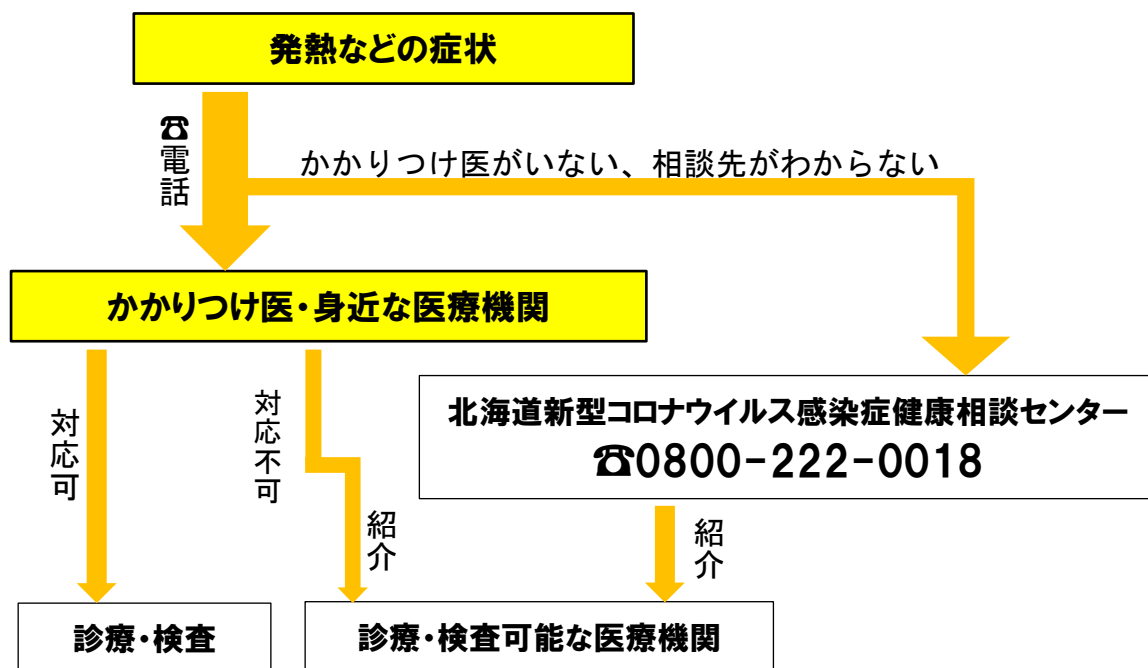 発熱などの症状
☎電話
かかりつけ医がいない、相談先がわからない
かかりつけ医・身近な医療機関
対応可
対応不可
紹介
北海道新型コロナウイルス感染症健康相談センター
☎0800-222-0018
紹介
診療・検査
診療・検査可能な医療機関